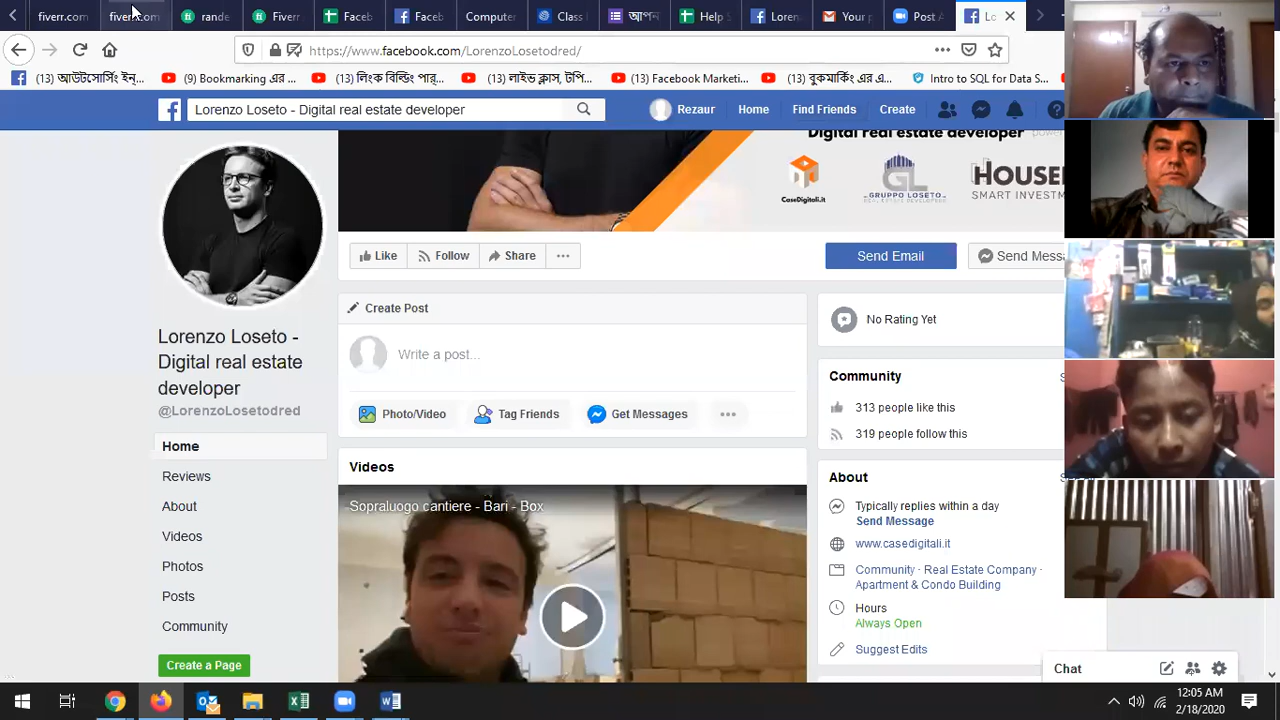 fiverr.com
fiverr.com
rande
Fiverr
Faceb
Faceb
Computer
Class
আপন
Help S
Loren
Your p
Post A
Lo
https://www.facebook.com/LorenzoLosetodred/
(13) আউটসোর্সিং ইন্...
(9) Bookmarking এর ...
(13) লিংক বিল্ডিং পার্...
(13) লাইভ ক্লাস, টপি...
(13) Facebook Marketi...
(13) বুকমার্কিং এর এ...
Intro to SQL for Data S...
Lorenzo Loseto - Digital real estate developer
Rezaur
Home
Find Friends
Create
Digital real estate developer
CaseDigitali.it
GL
GRUPPO LOSETO
REAL ESTATE DEVELOPERS
SMART INVESTM
Like
Follow
Share
Send Email
Send Mess
Lorenzo Loseto -
Digital real estate
developer
@LorenzoLosetodred
Home
Reviews
About
Videos
Photos
Posts
Community
Create a Page
Create Post
Write a post...
Photo/Video
Tag Friends
Get Messages
Videos
Sopraluogo cantiere - Bari - Box
No Rating Yet
Community
313 people like this
319 people follow this
About
Typically replies within a day
Send Message
www.casedigitali.it
Community · Real Estate Company ·
Apartment & Condo Building
Hours
Always Open
Suggest Edits
Chat
12:05 AM
2/18/2020